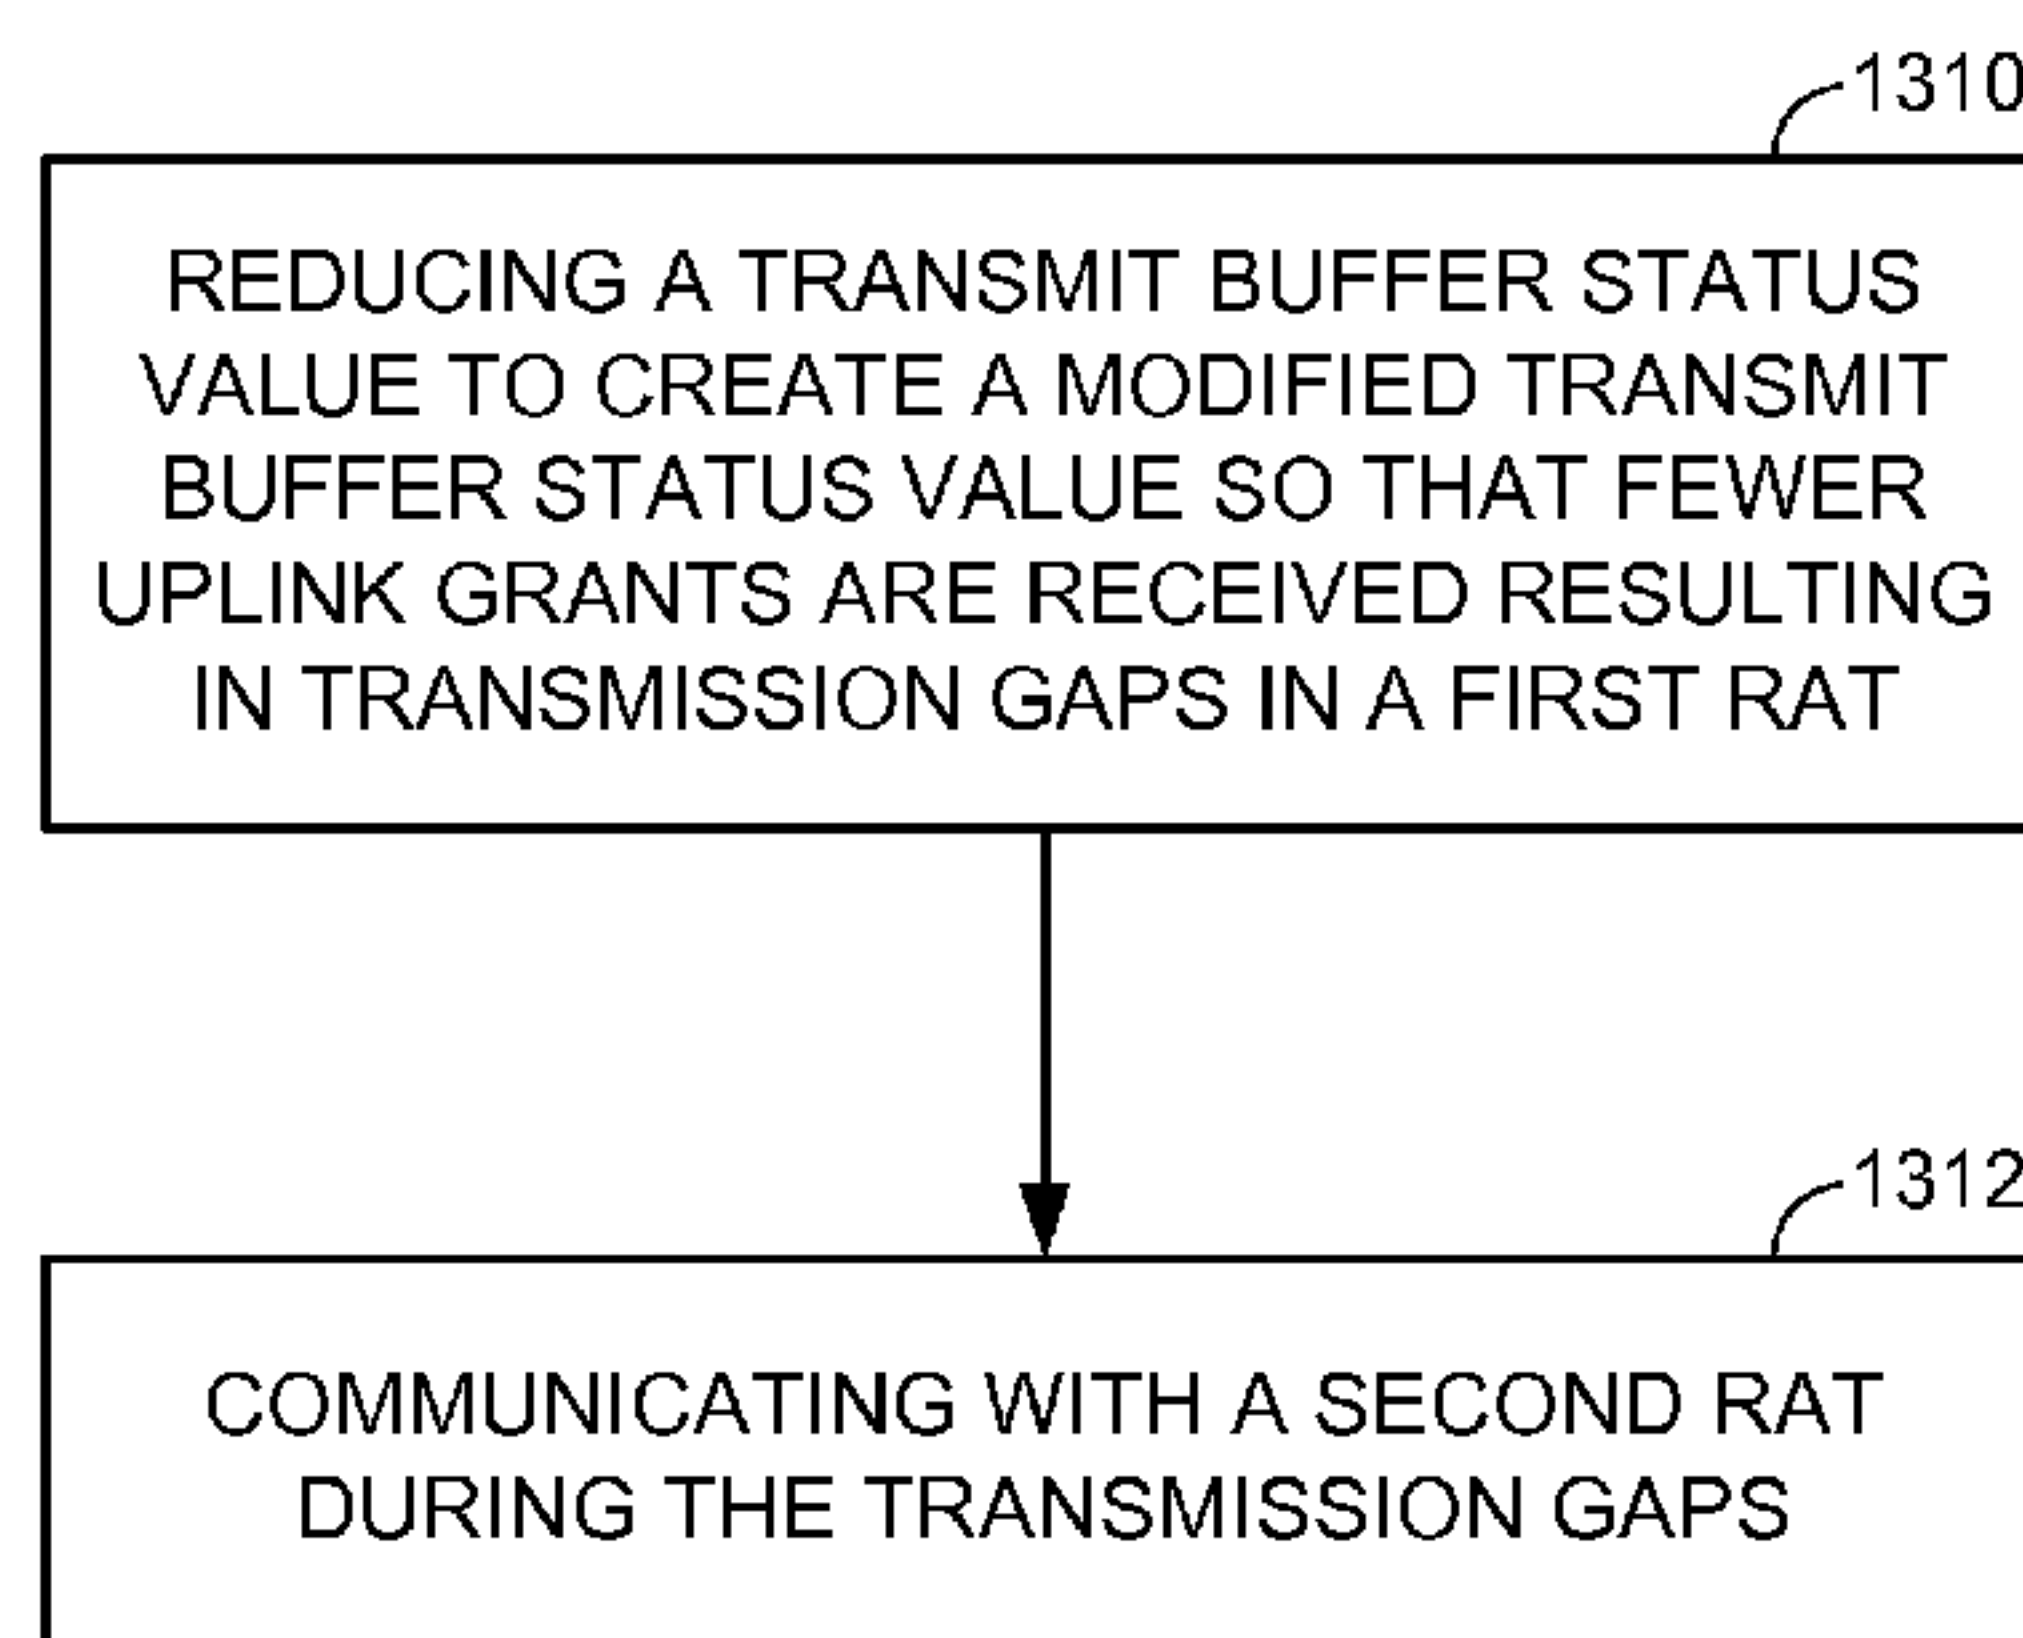 1310
REDUCING A TRANSMIT BUFFER STATUS
VALUE TO CREATE A MODIFIED TRANSMIT
BUFFER STATUS VALUE SO THAT FEWER
UPLINK GRANTS ARE RECEIVED RESULTING
IN TRANSMISSION GAPS IN A FIRST RAT
1312
COMMUNICATING WITH A SECOND RAT
DURING THE TRANSMISSION GAPS